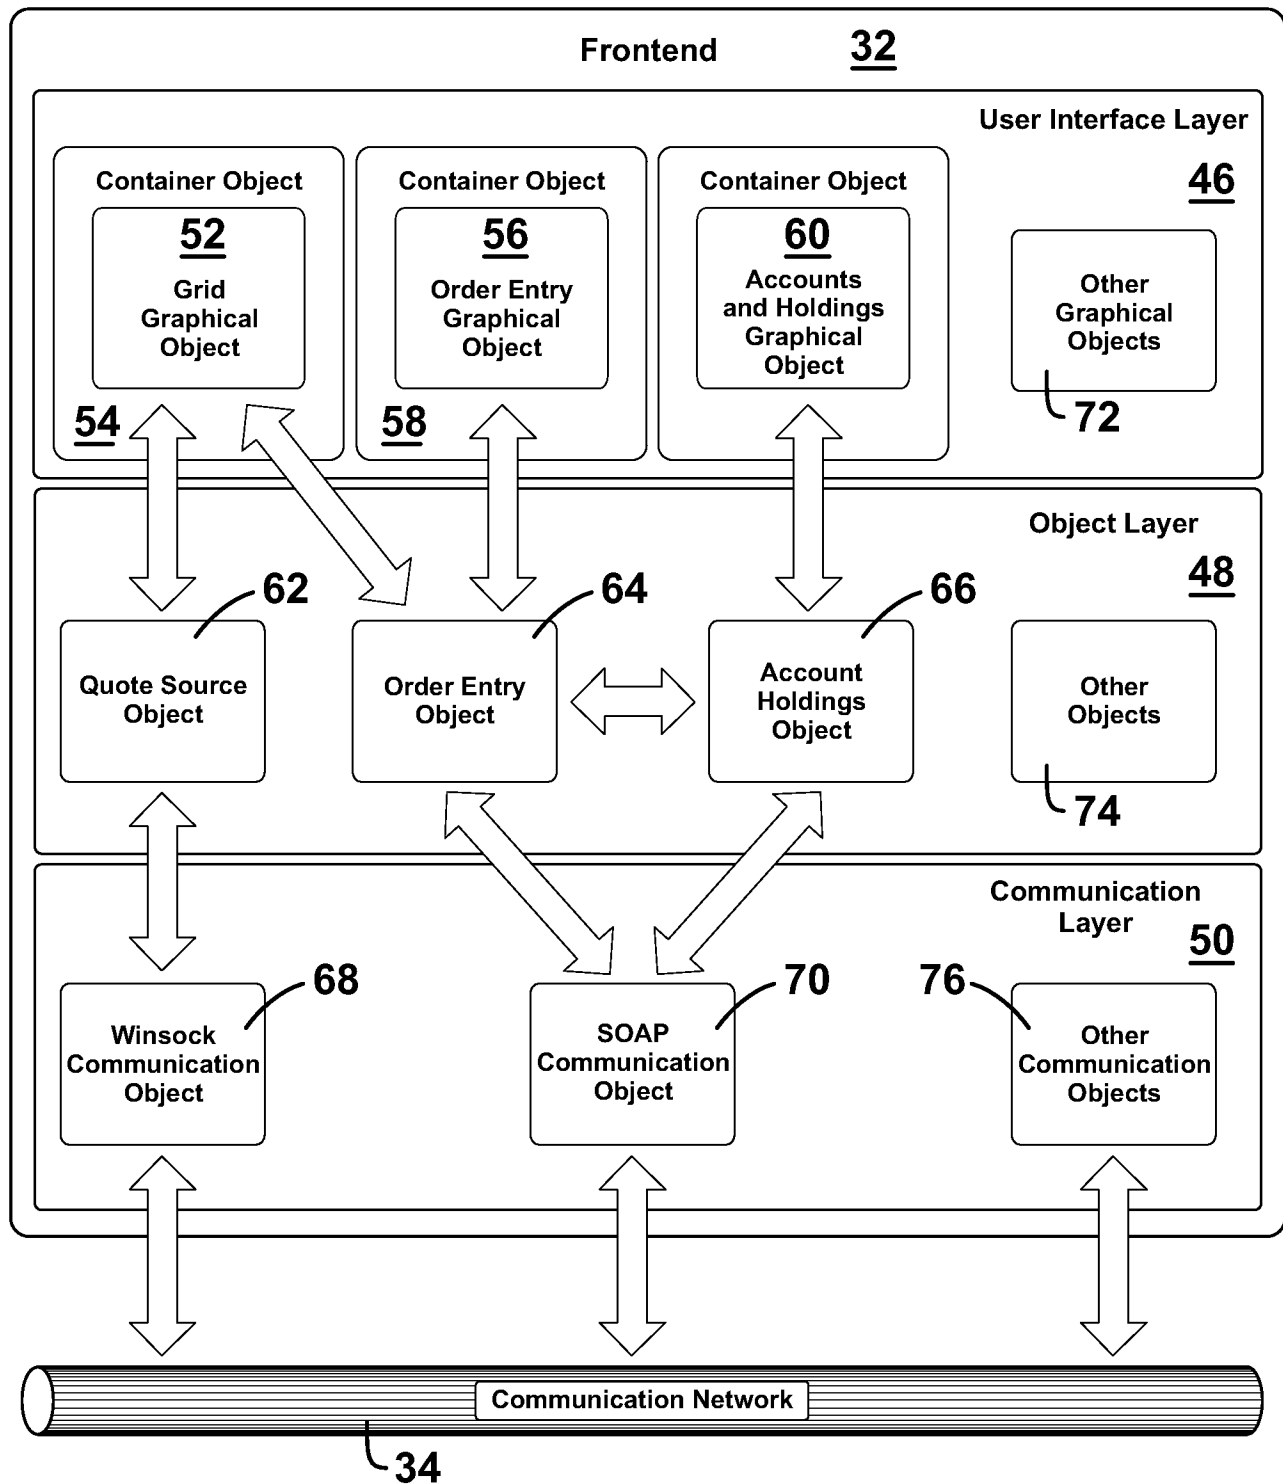 Frontend 32
User Interface Layer
46
Container Object
52
Grid
Graphical
Object
54
Container Object
56
Order Entry
Graphical
Object
58
Container Object
60
Accounts
and Holdings
Graphical
Object
Other
Graphical
Objects
72
Object Layer
48
62
Quote Source
Object
64
Order Entry
Object
66
Account
Holdings
Object
Other
Objects
74
Communication
Layer
50
68
Winsock
Communication
Object
70
SOAP
Communication
Object
76
Other
Communication
Objects
Communication Network
34